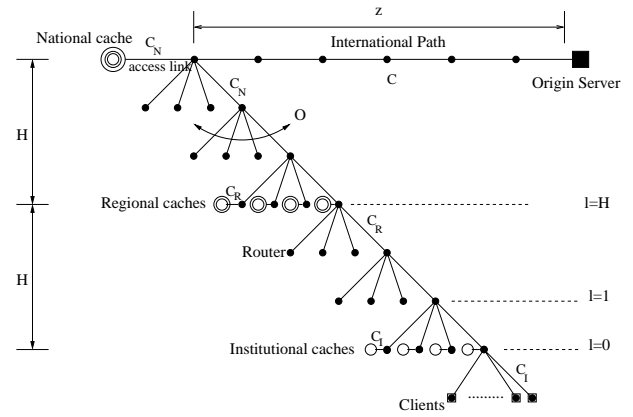 z
National cache
C_N
International Path
access link
C
Origin Server
C_N
H
O
Regional caches
C_R
l=H
C_R
Router
H
l=1
C_I
Institutional caches
l=0
C_I
Clients